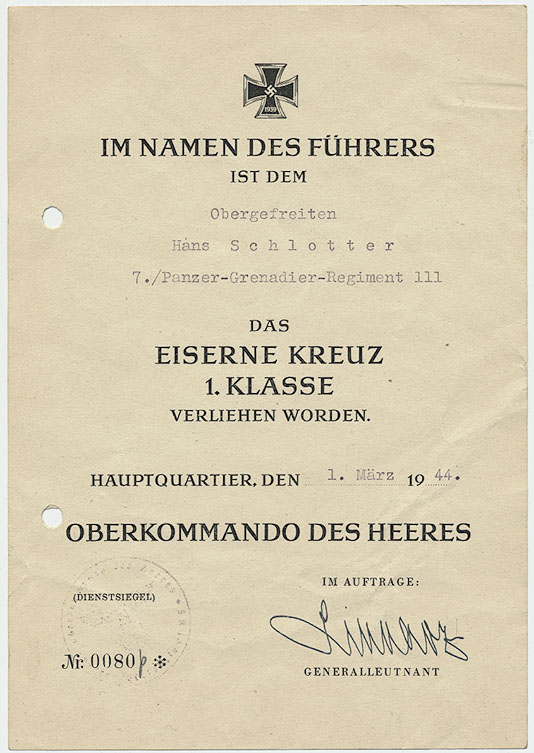 1939
IM NAMEN DES FÜHRERS
IST DEM
Obergefreiten
Hans Schlotter
7./Panzer-Grenadier-Regiment 111
DAS
EISERNE KREUZ
1. KLASSE
VERLIEHEN WORDEN.
HAUPTQUARTIER, DEN 1. März 1944.
OBERKOMMANDO DES HEERES
IM AUFTRAGE:
(DIENSTSIEGEL)
Nr: 0080
GENERALLEUTNANT